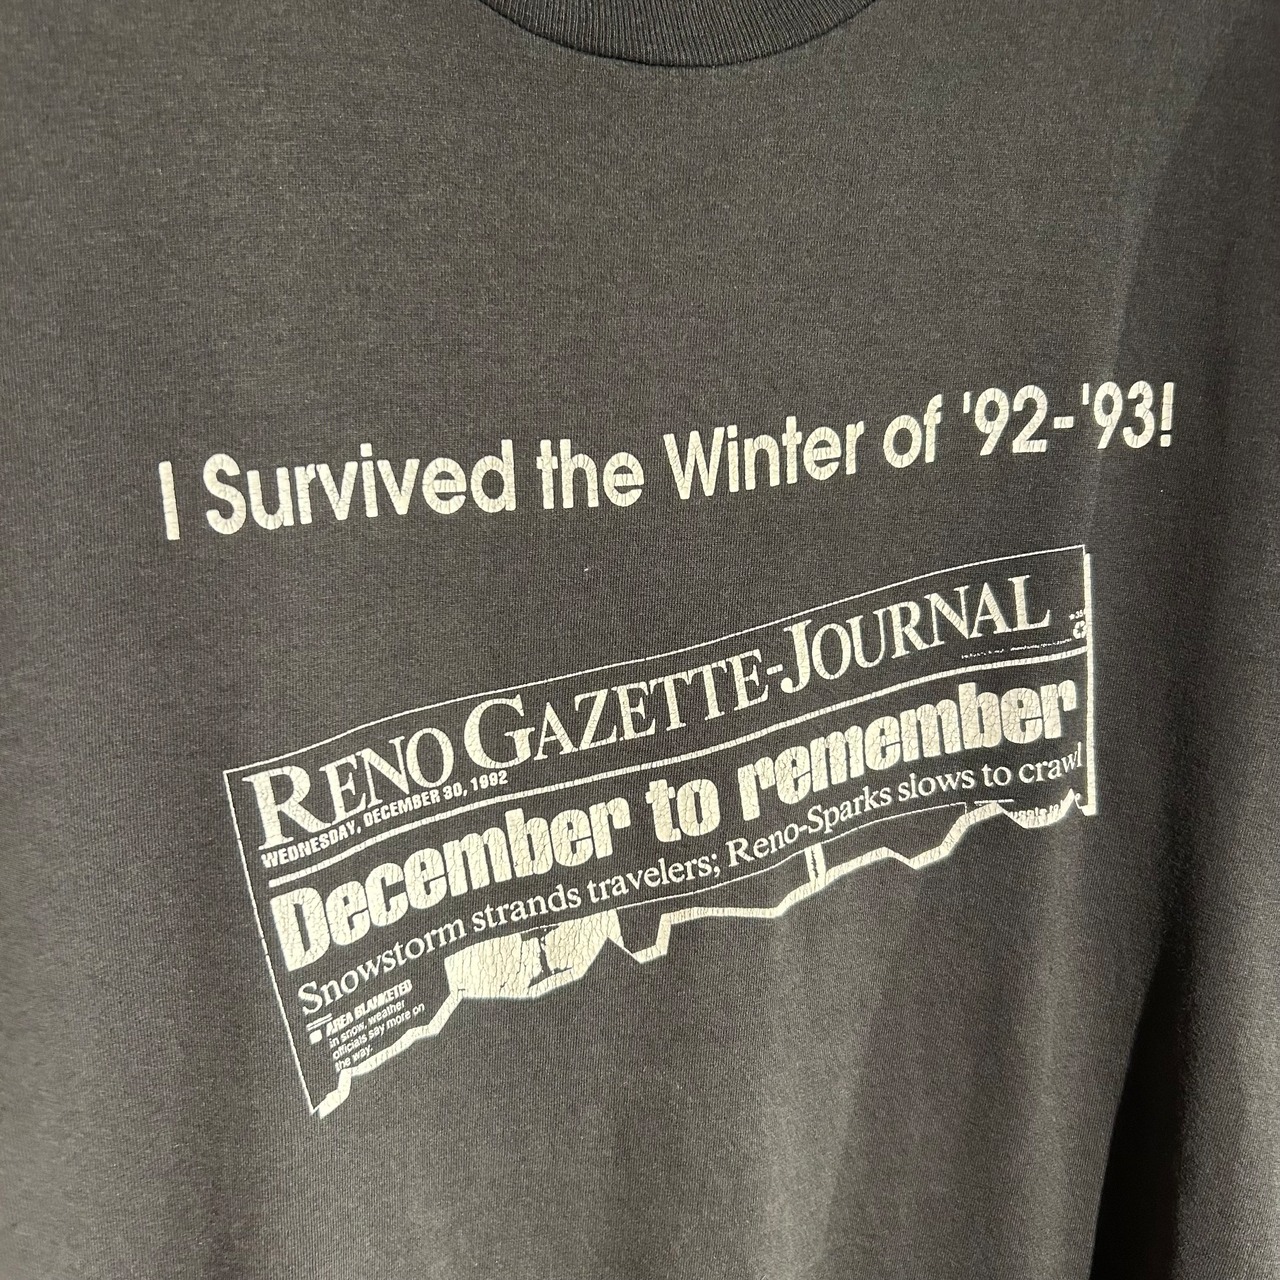 I Survived the Winter of '92-'93!
RENO GAZETTE-JOURNAL
WEDNESDAY, DECEMBER 30, 1992
December to remember
Snowstorm strands travelers; Reno-Sparks slows to crawl
AREA BLANKETED
in snow, weather
officials say more on
the way.